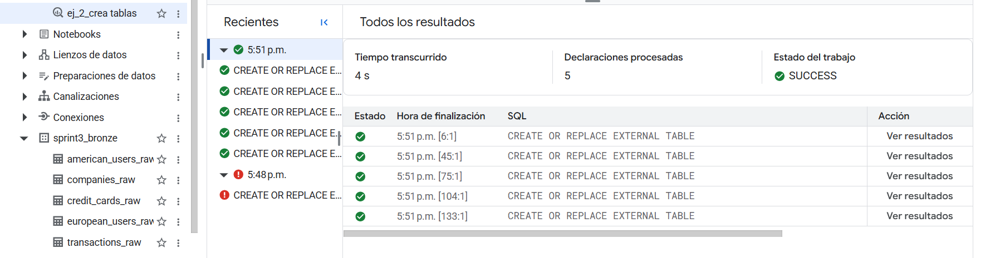 ej_2_crea tablas
Notebooks
Lienzos de datos
Preparaciones de datos
Canalizaciones
Conexiones
sprint3_bronze
american_users_raw
companies_raw
credit_cards_raw
european_users_raw
transactions_raw
Recientes
5:51 p.m.
CREATE OR REPLACE E...
CREATE OR REPLACE E...
CREATE OR REPLACE E...
CREATE OR REPLACE E...
CREATE OR REPLACE E...
5:48 p.m.
CREATE OR REPLACE E...
Todos los resultados
Tiempo transcurrido Declaraciones procesadas Estado del trabajo
4 s 5 SUCCESS
Estado Hora de finalización SQL Acción
5:51 p.m. [6:1] CREATE OR REPLACE EXTERNAL TABLE Ver resultados
5:51 p.m. [45:1] CREATE OR REPLACE EXTERNAL TABLE Ver resultados
5:51 p.m. [75:1] CREATE OR REPLACE EXTERNAL TABLE Ver resultados
5:51 p.m. [104:1] CREATE OR REPLACE EXTERNAL TABLE Ver resultados
5:51 p.m. [133:1] CREATE OR REPLACE EXTERNAL TABLE Ver resultados